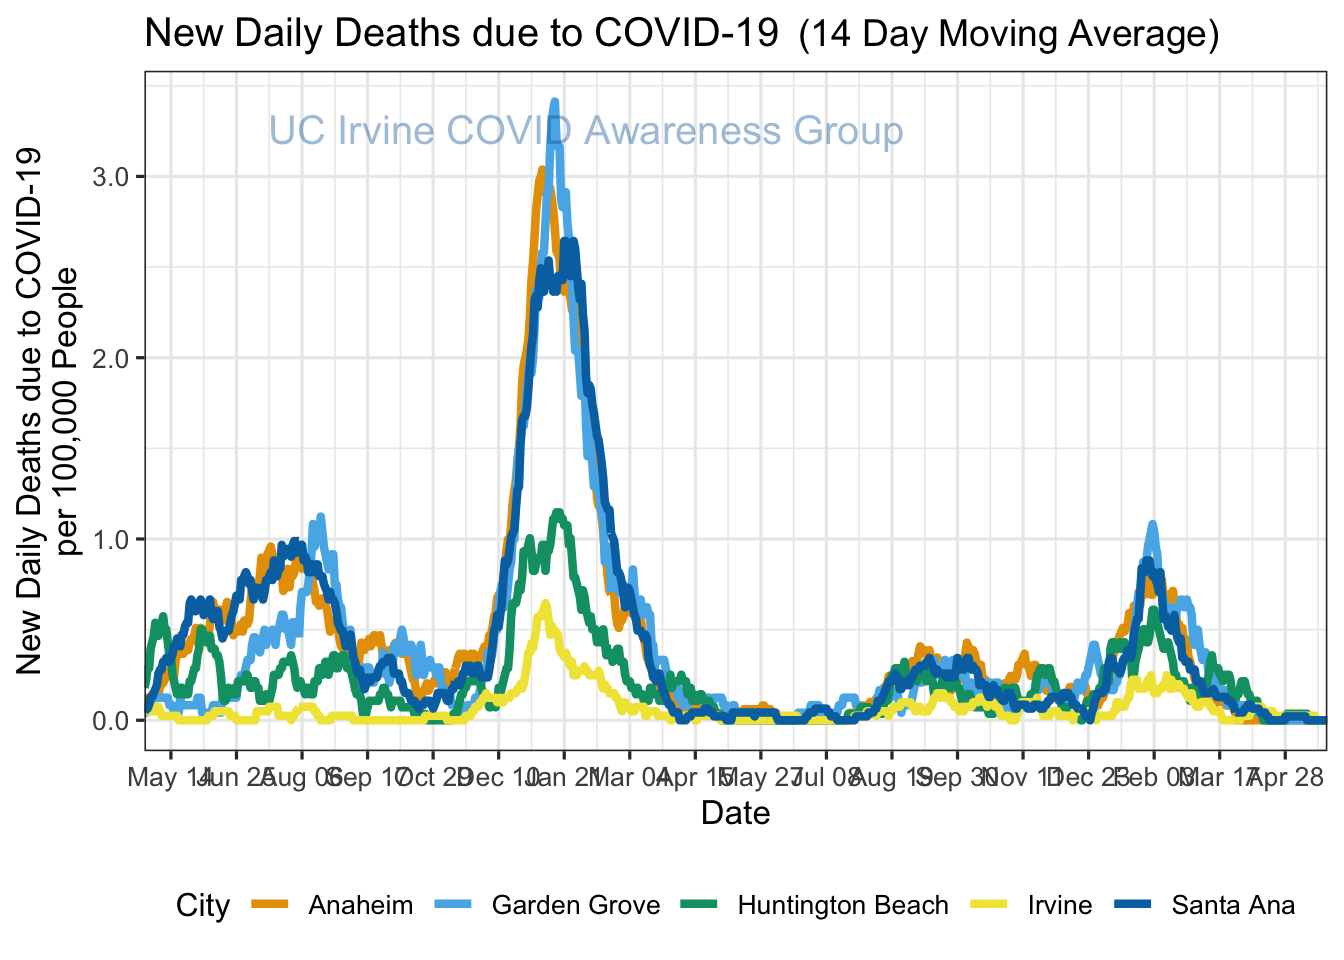 New Daily Deaths due to COVID-19 (14 Day Moving Average)
UC Irvine COVID Awareness Group
New Daily Deaths due to COVID-19
per 100,000 People
3.0
2.0
1.0
0.0
May 14 Jun 25 Aug 06 Sep 17 Oct 29 Dec 10 Jan 21 Mar 04 Apr 15 May 27 Jul 08 Aug 19 Sep 30 Nov 11 Dec 23 Feb 03 Mar 17 Apr 28
Date
City Anaheim Garden Grove Huntington Beach Irvine Santa Ana